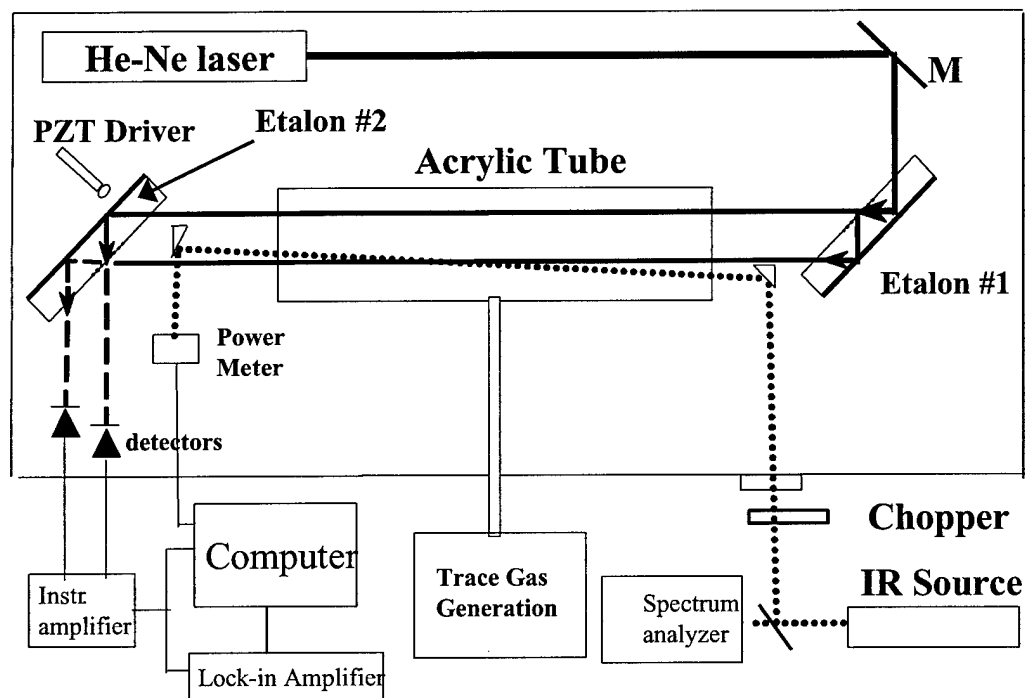 He-Ne laser
M
PZT Driver
Etalon #2
Acrylic Tube
Etalon #1
Power
Meter
detectors
Chopper
Computer
Trace Gas
Generation
IR Source
Spectrum
analyzer
Instr.
amplifier
Lock-in Amplifier